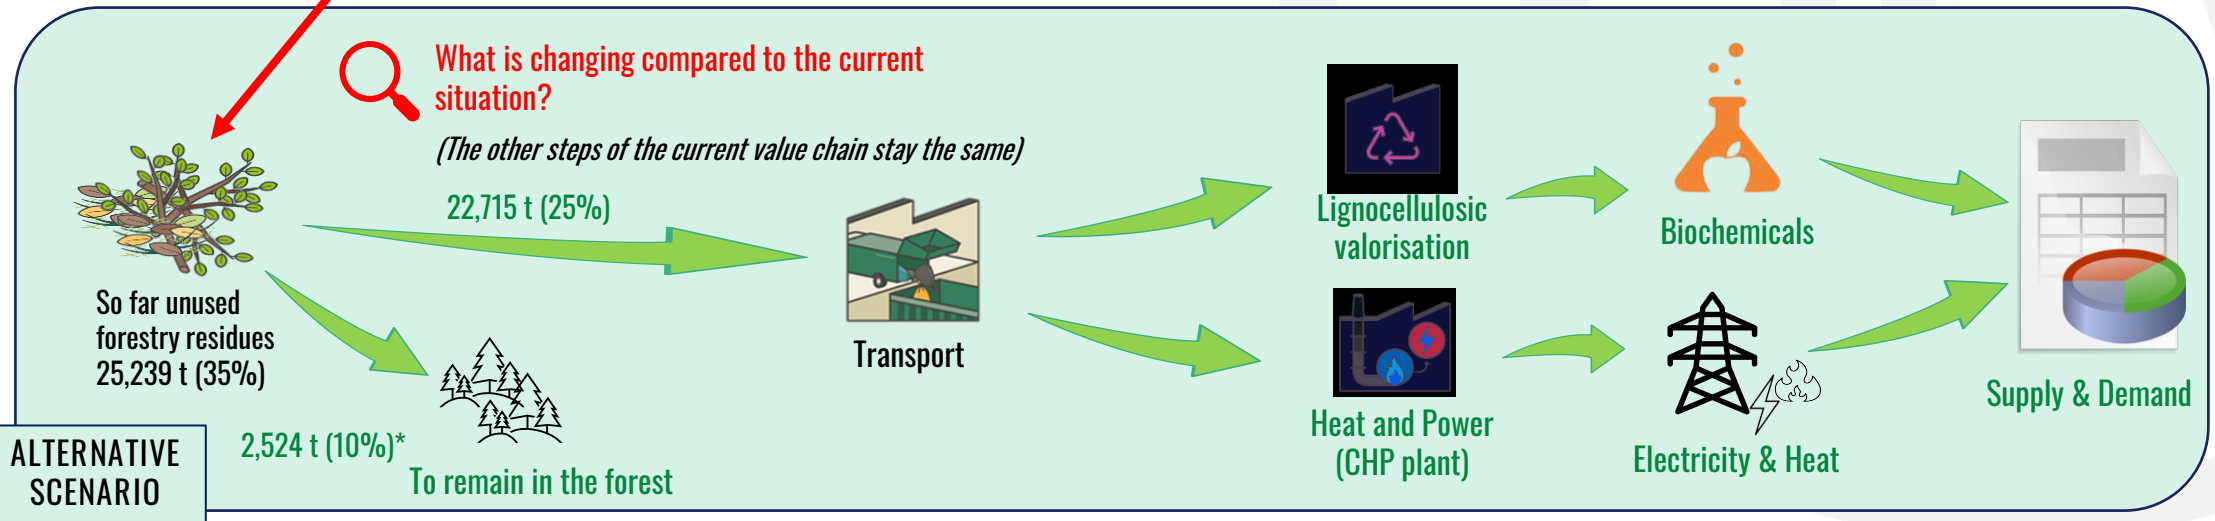 What is changing compared to the current
situation?
(The other steps of the current value chain stay the same)
22,715 t (25%)
So far unused
forestry residues
25,239 t (35%)
2,524 t (10%)*
To remain in the forest
Transport
Lignocellulosic
valorisation
Biochemicals
Heat and Power
(CHP plant)
Electricity & Heat
Supply & Demand
ALTERNATIVE
SCENARIO